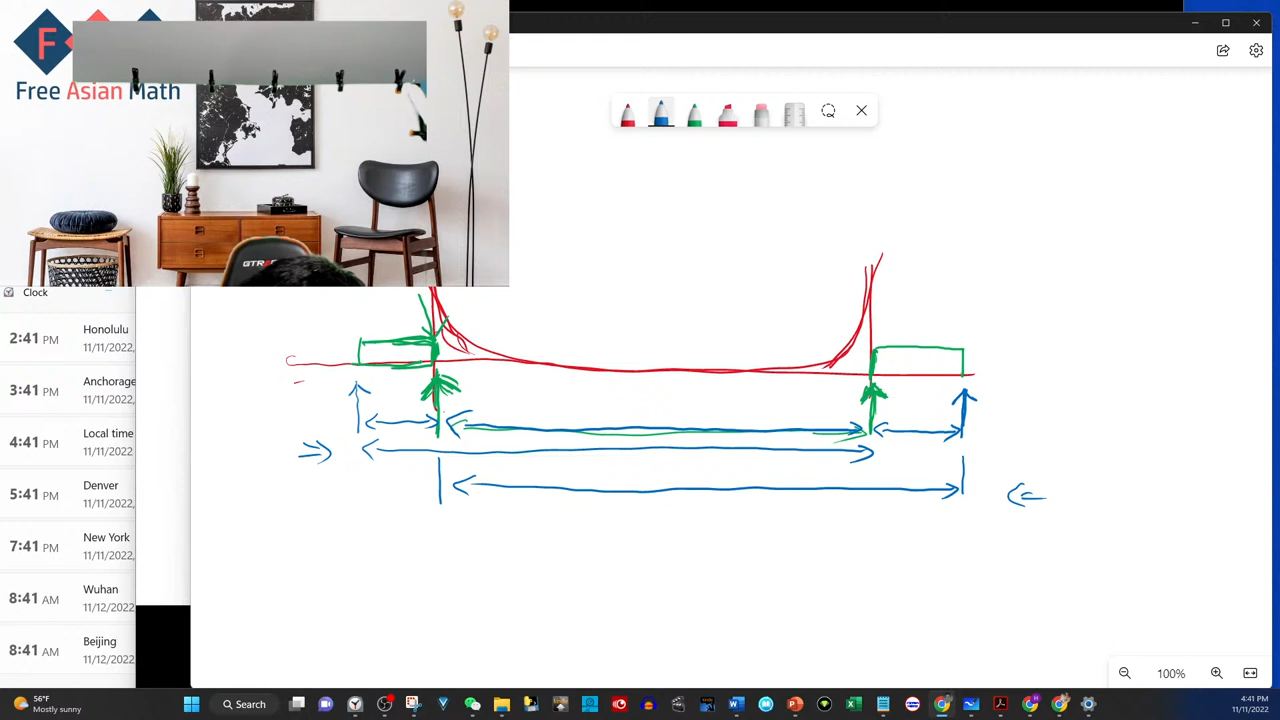 F
Free Asian Math
GTRACING
Clock
2:41 PM Honolulu 11/11/2022,
3:41 PM Anchorage 11/11/2022,
4:41 PM Local time 11/11/2022,
5:41 PM Denver 11/11/2022,
7:41 PM New York 11/11/2022,
8:41 AM Wuhan 11/12/2022,
8:41 AM Beijing 11/12/2022,
100%
56°F
Mostly sunny
Search
4:41 PM
11/11/2022